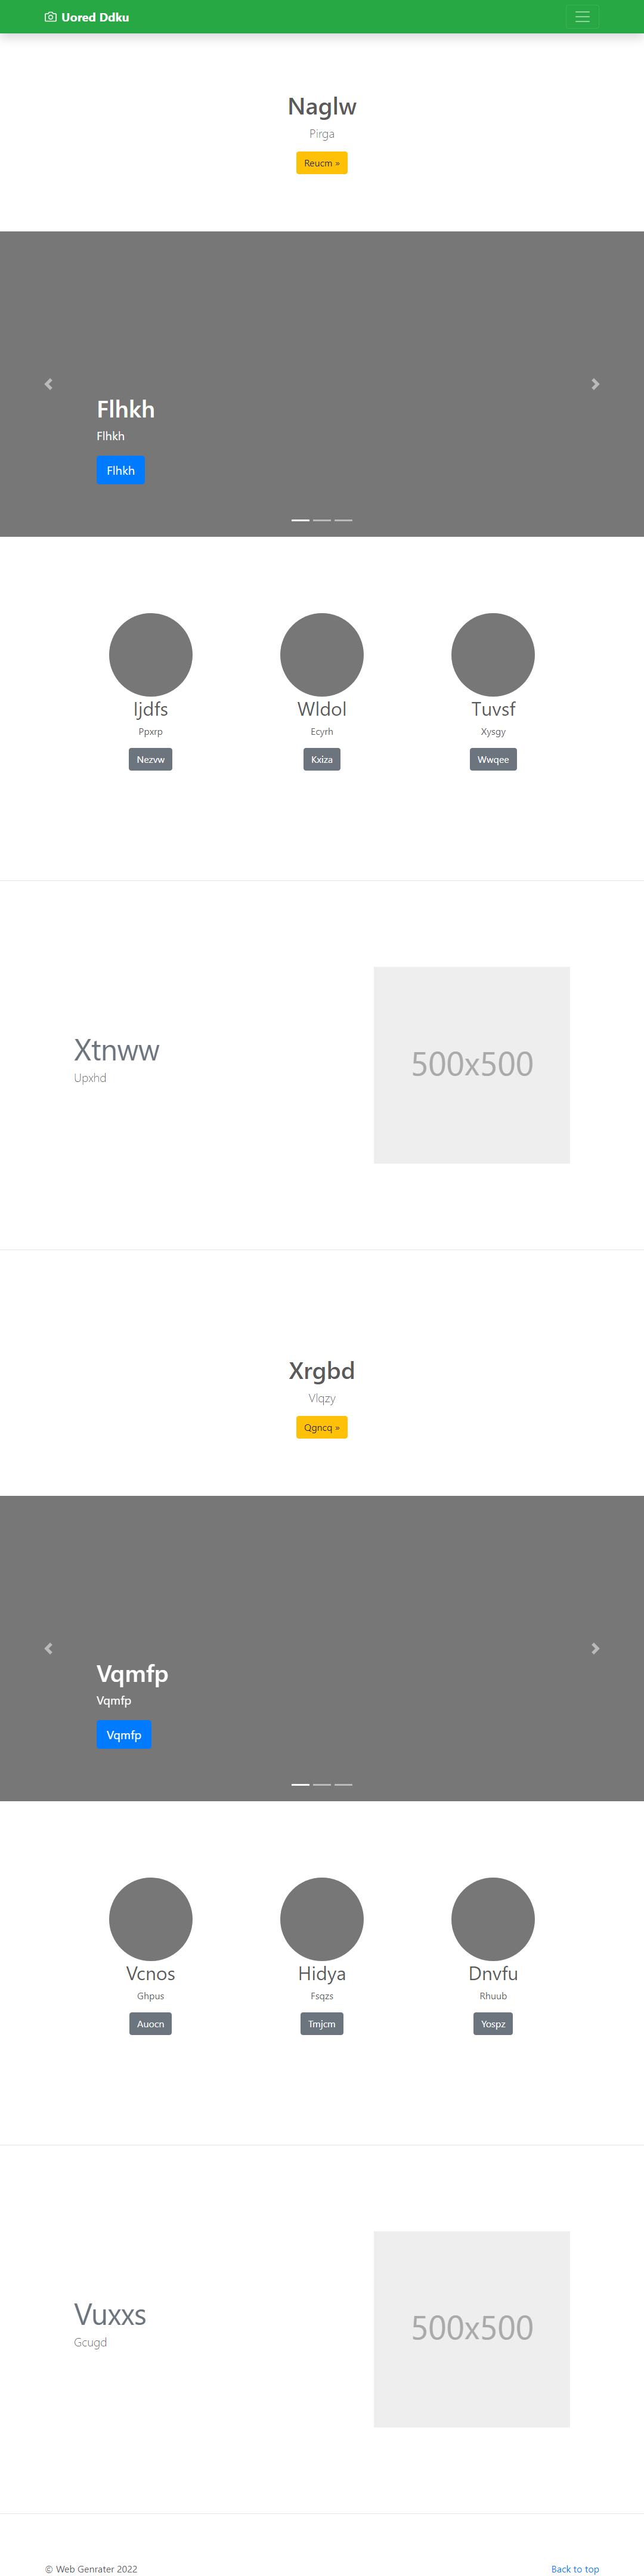 Uored Ddku
Naglw
Pirga
Reucm »
Flhkh
Flhkh
Flhkh
Ijdfs
Wldol
Tuvsf
Ppxrp
Ecyrh
Xysgy
Nezvw
Kxiza
Wwqee
Xtnww
Upxhd
500x500
Xrgbd
Vlqzy
Qgncq »
Vqmfp
Vqmfp
Vqmfp
Vcnos
Hidya
Dnvfu
Ghpus
Fsqzs
Rhuub
Auocn
Tmjcm
Yospz
Vuxxs
Gcugd
500x500
© Web Genrater 2022
Back to top